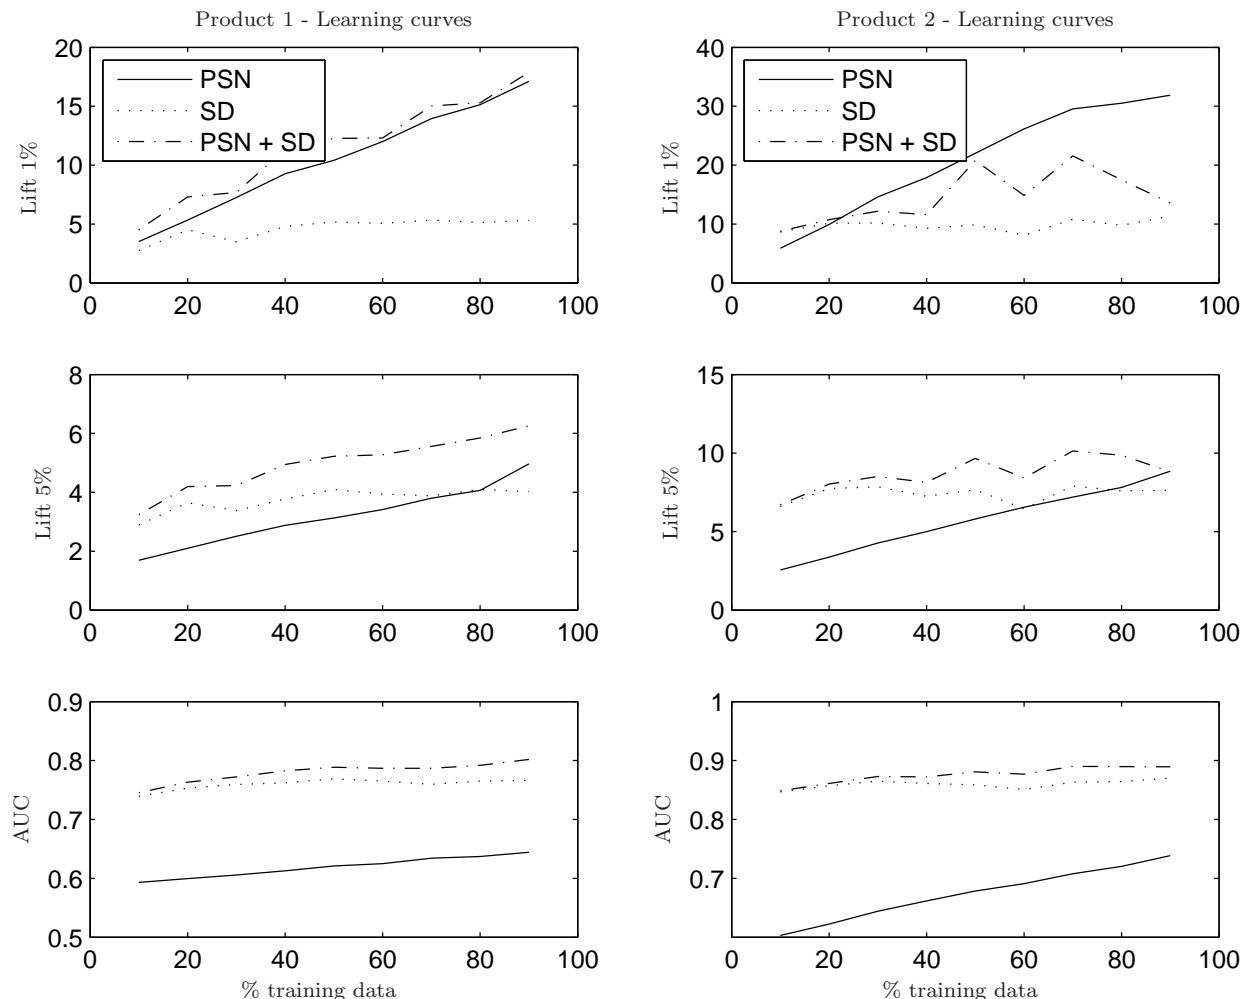 Product 1 - Learning curves
20
15
10
5
0
Lift 1%
PSN
SD
PSN + SD
0 20 40 60 80 100
Product 2 - Learning curves
40
30
20
10
0
Lift 1%
PSN
SD
PSN + SD
0 20 40 60 80 100
8
6
4
2
0
Lift 5%
0 20 40 60 80 100
15
10
5
0
Lift 5%
0 20 40 60 80 100
0.9
0.8
0.7
0.6
0.5
AUC
0 20 40 60 80 100
% training data
1
0.9
0.8
0.7
AUC
0 20 40 60 80 100
% training data